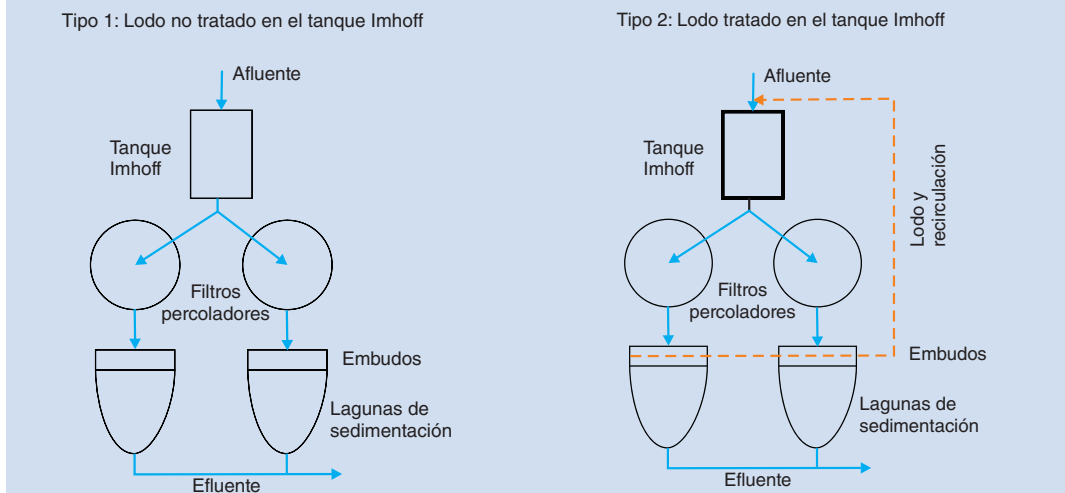 Tipo 1: Lodo no tratado en el tanque Imhoff
Afluente
Tanque
Imhoff
Filtros
percoladores
Embudos
Lagunas de
sedimentación
Efluente
Tipo 2: Lodo tratado en el tanque Imhoff
Afluente
Tanque
Imhoff
Lodo y
recirculación
Filtros
percoladores
Embudos
Lagunas de
sedimentación
Efluente